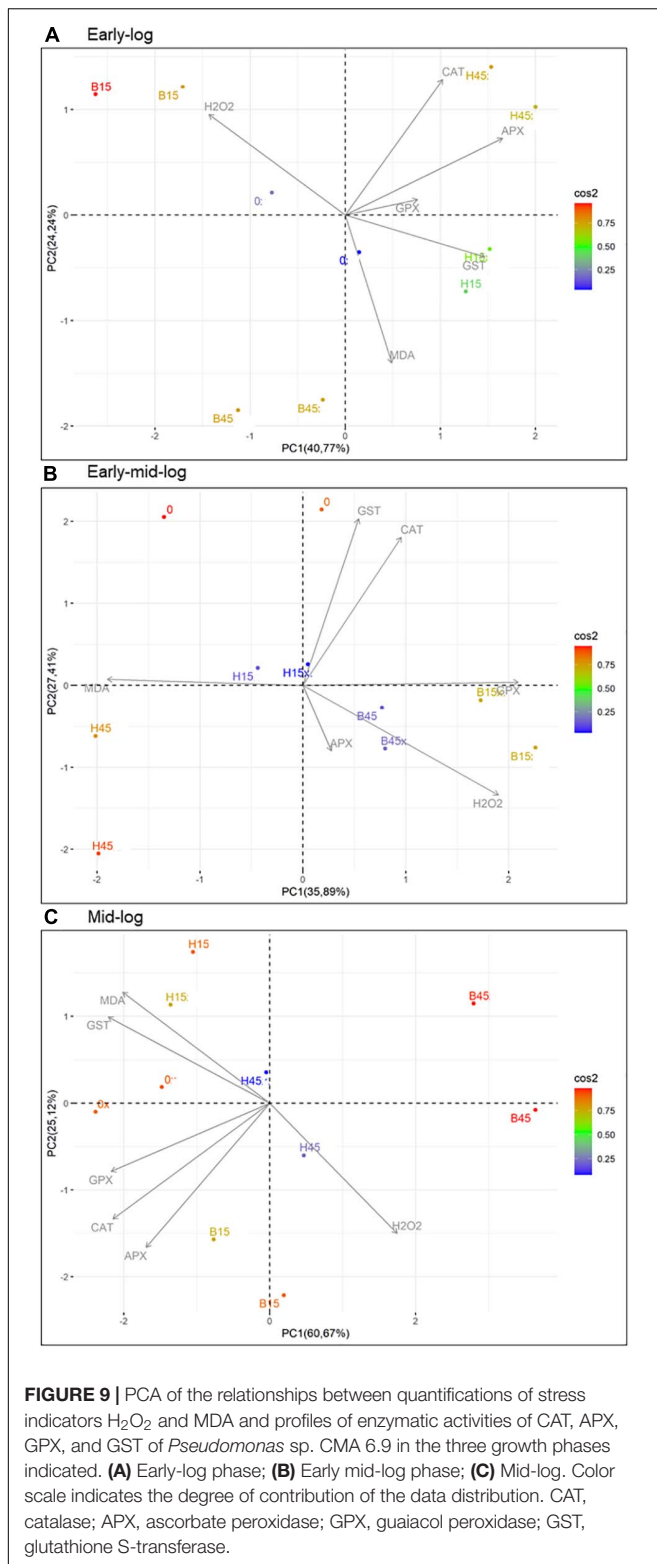 A Early-log
B15
B15
H2O2
CAT
H45:
H45:
APX
GPX
0:
0:
H15:
GST
H15
MDA
B45
B45:
1
0
-1
-2
-2
-1
0
1
2
PC2(24,24%)
PC1(40,77%)
cos2
0.75
0.50
0.25
B Early-mid-log
0
0
GST
CAT
H15
H15x.
MDA
GPX
B15x
B45
B45x
B15:
APX
H2O2
H45
H45
2
1
0
-1
-2
-2
-1
0
1
2
PC2(27,41%)
PC1(35,89%)
cos2
0.75
0.50
0.25
C Mid-log
H15
MDA
H15:
GST
B45
H45.
0x
B45
H45
GPX
CAT
APX
B15
H2O2
B15
1
0
-1
-2
-2
0
2
PC2(25,12%)
PC1(60,67%)
cos2
0.75
0.50
0.25
FIGURE 9 | PCA of the relationships between quantifications of stress
indicators H₂O₂ and MDA and profiles of enzymatic activities of CAT, APX,
GPX, and GST of Pseudomonas sp. CMA 6.9 in the three growth phases
indicated. (A) Early-log phase; (B) Early mid-log phase; (C) Mid-log. Color
scale indicates the degree of contribution of the data distribution. CAT,
catalase; APX, ascorbate peroxidase; GPX, guaiacol peroxidase; GST,
glutathione S-transferase.